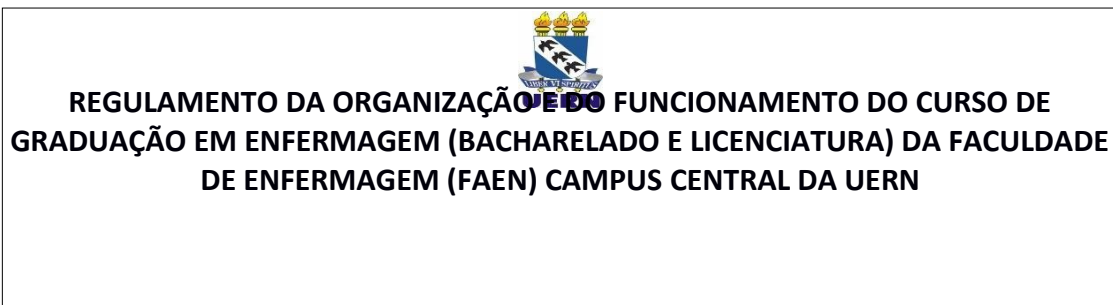 UERN
REGULAMENTO DA ORGANIZAÇÃO E DO FUNCIONAMENTO DO CURSO DE
GRADUAÇÃO EM ENFERMAGEM (BACHARELADO E LICENCIATURA) DA FACULDADE
DE ENFERMAGEM (FAEN) CAMPUS CENTRAL DA UERN